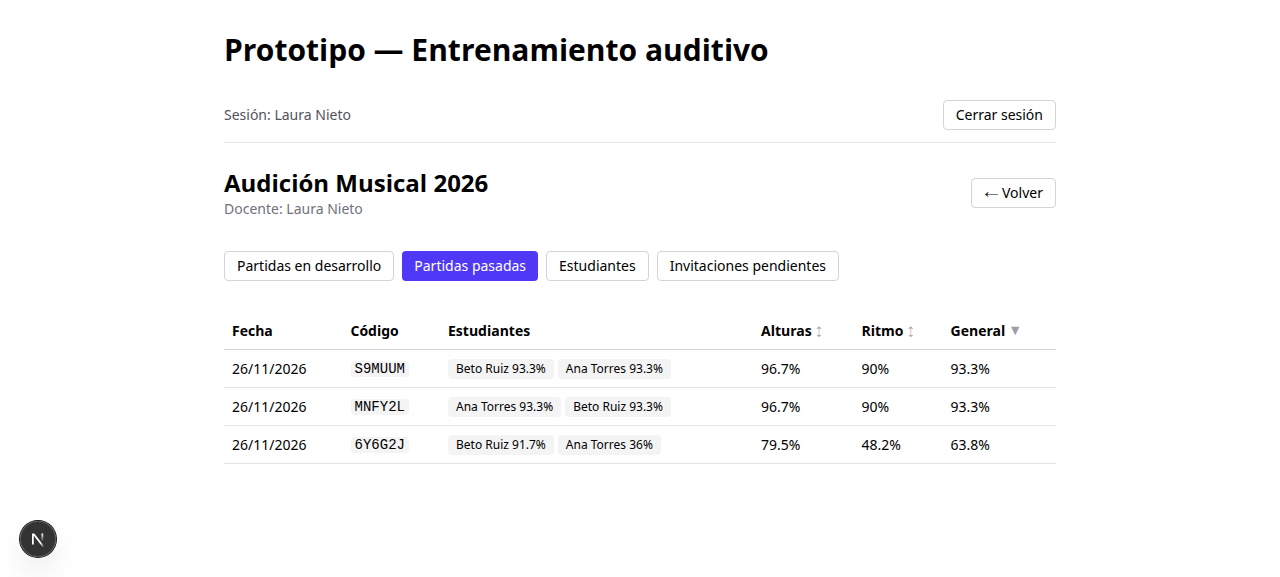 Prototipo — Entrenamiento auditivo
Sesión: Laura Nieto
Cerrar sesión
Audición Musical 2026
Docente: Laura Nieto
← Volver
Partidas en desarrollo Partidas pasadas Estudiantes Invitaciones pendientes
Fecha Código Estudiantes Alturas ↕ Ritmo ↕ General ▼
26/11/2026 S9MUUM Beto Ruiz 93.3% Ana Torres 93.3% 96.7% 90% 93.3%
26/11/2026 MNFY2L Ana Torres 93.3% Beto Ruiz 93.3% 96.7% 90% 93.3%
26/11/2026 6Y6G2J Beto Ruiz 91.7% Ana Torres 36% 79.5% 48.2% 63.8%
N